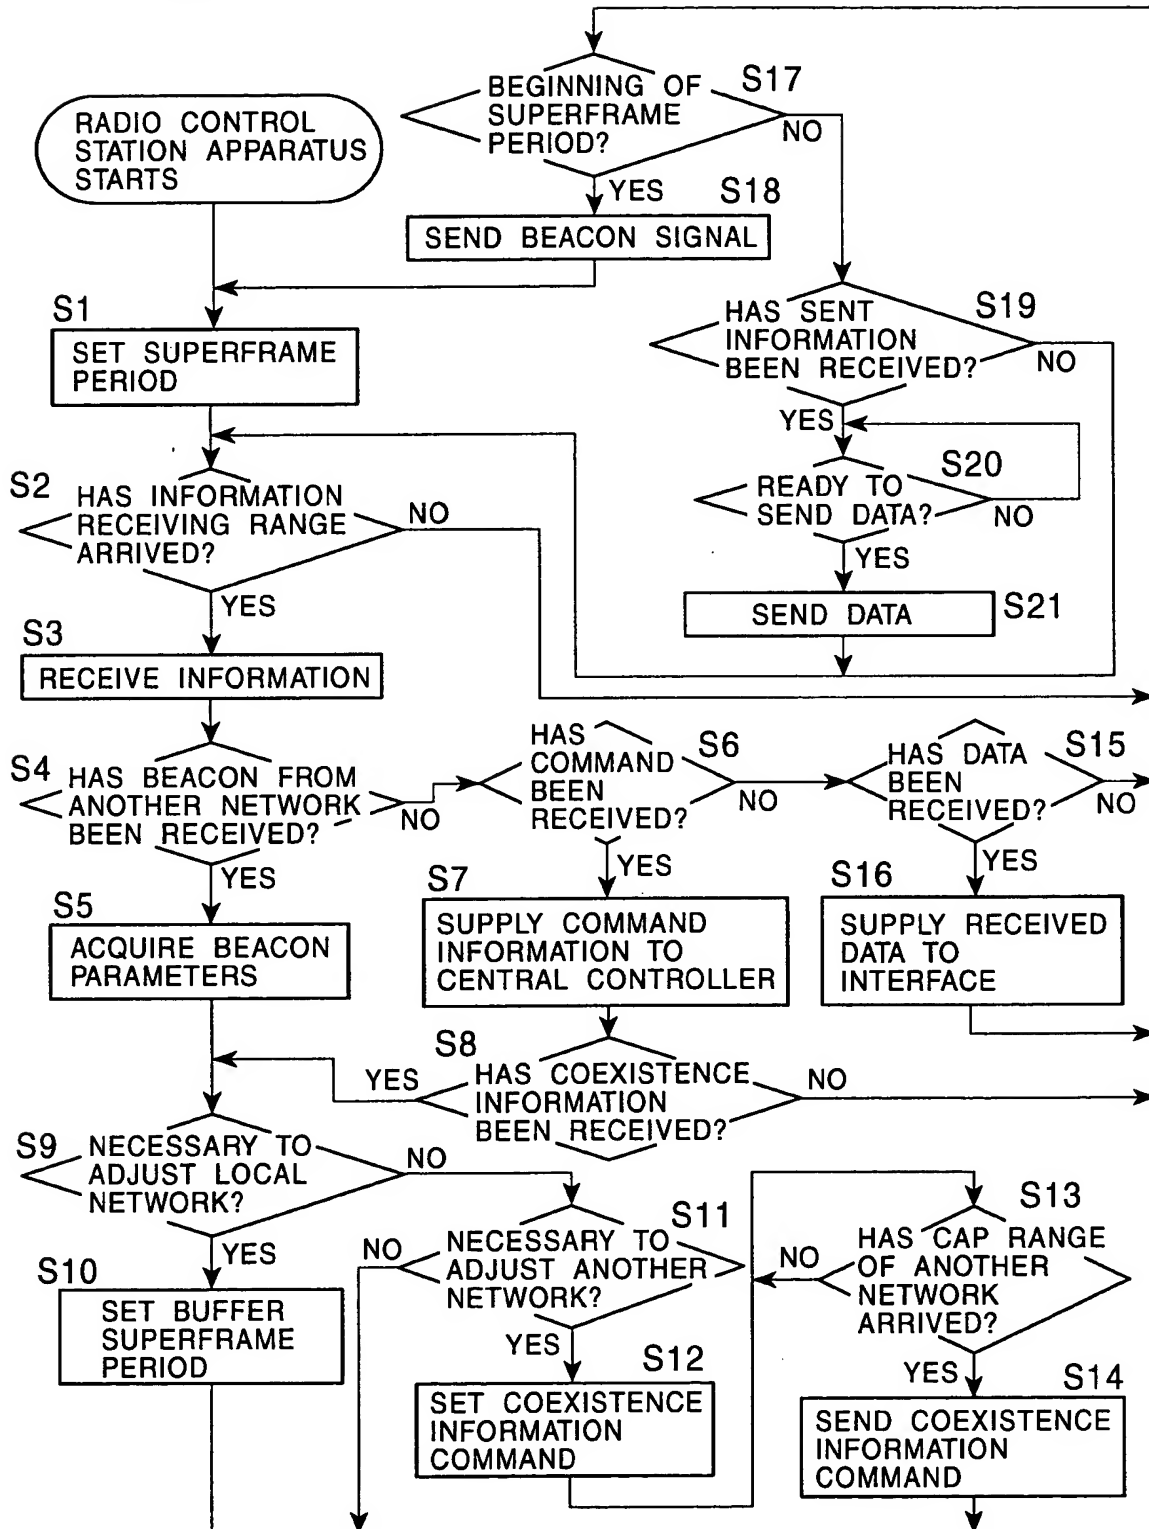 BEGINNING OF
SUPERFRAME
PERIOD?
S17
NO
YES
RADIO CONTROL
STATION APPARATUS
STARTS
S18
SEND BEACON SIGNAL
S1
SET SUPERFRAME
PERIOD
S19
HAS SENT
INFORMATION
BEEN RECEIVED?
NO
YES
S2
HAS INFORMATION
RECEIVING RANGE
ARRIVED?
NO
YES
S20
READY TO
SEND DATA?
NO
YES
SEND DATA
S21
S3
RECEIVE INFORMATION
S4
HAS BEACON FROM
ANOTHER NETWORK
BEEN RECEIVED?
NO
YES
HAS
COMMAND
BEEN
RECEIVED?
S6
NO
YES
HAS DATA
BEEN
RECEIVED?
S15
NO
YES
S5
ACQUIRE BEACON
PARAMETERS
S7
SUPPLY COMMAND
INFORMATION TO
CENTRAL CONTROLLER
S16
SUPPLY RECEIVED
DATA TO
INTERFACE
S8
YES
HAS COEXISTENCE
INFORMATION
BEEN RECEIVED?
NO
S9
NECESSARY TO
ADJUST LOCAL
NETWORK?
NO
YES
S10
SET BUFFER
SUPERFRAME
PERIOD
S11
NO
NECESSARY TO
ADJUST ANOTHER
NETWORK?
YES
S12
SET COEXISTENCE
INFORMATION
COMMAND
S13
NO
HAS CAP RANGE
OF ANOTHER
NETWORK
ARRIVED?
YES
S14
SEND COEXISTENCE
INFORMATION
COMMAND